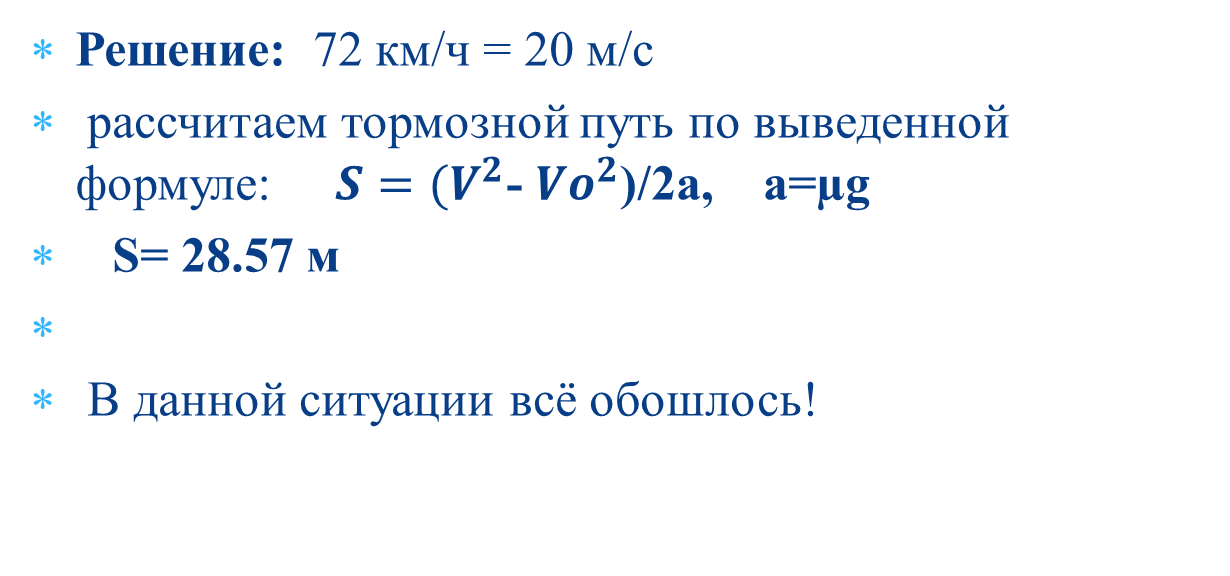 * Решение: 72 км/ч = 20 м/с
* рассчитаем тормозной путь по выведенной
формуле: S = (V²- Vo²)/2a, a=μg
* S= 28.57 м
*
* В данной ситуации всё обошлось!